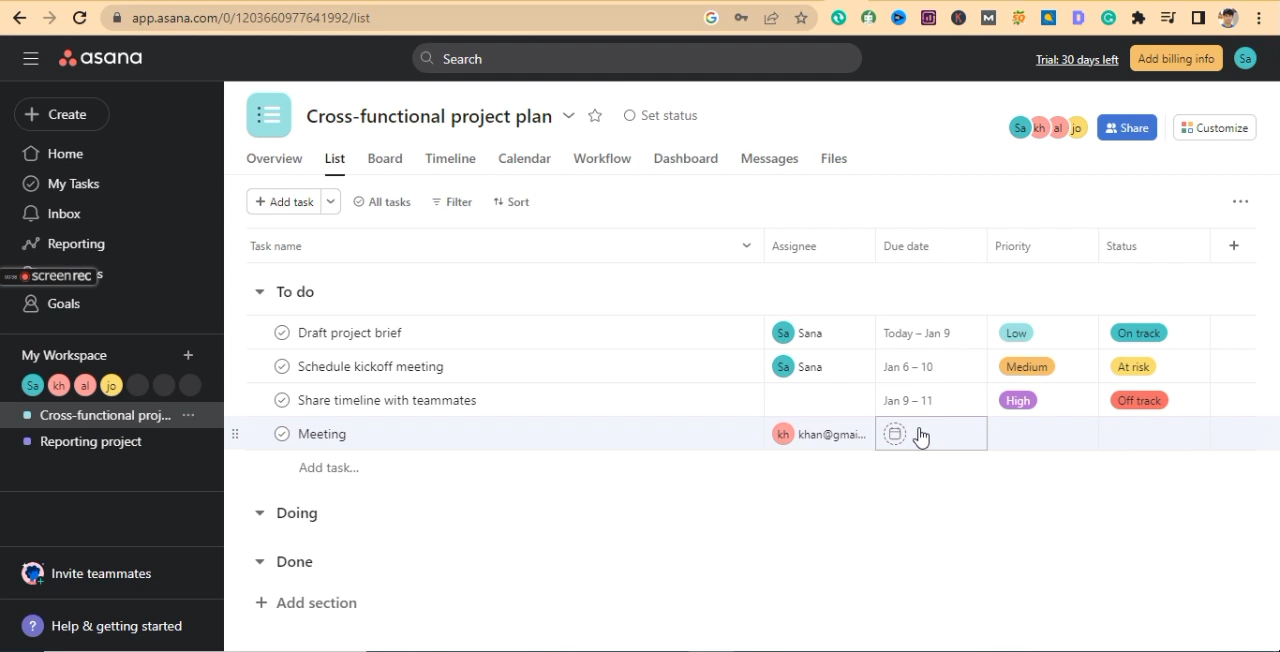 app.asana.com/0/1203660977641992/list
asana
Search
Trial: 30 days left
Add billing info
Sa
+ Create
Home
My Tasks
Inbox
Reporting
screenrec
Goals
My Workspace +
Sa kh al jo
Cross-functional proj... ...
Reporting project
Invite teammates
? Help & getting started
Cross-functional project plan
Set status
Sa kh al jo
Share
Customize
Overview List Board Timeline Calendar Workflow Dashboard Messages Files
+ Add task
All tasks
Filter
Sort
...
Task name Assignee Due date Priority Status +
To do
Draft project brief Sa Sana Today – Jan 9 Low On track
Schedule kickoff meeting Sa Sana Jan 6 – 10 Medium At risk
Share timeline with teammates Jan 9 – 11 High Off track
Meeting kh khan@gmai...
Add task...
Doing
Done
+ Add section